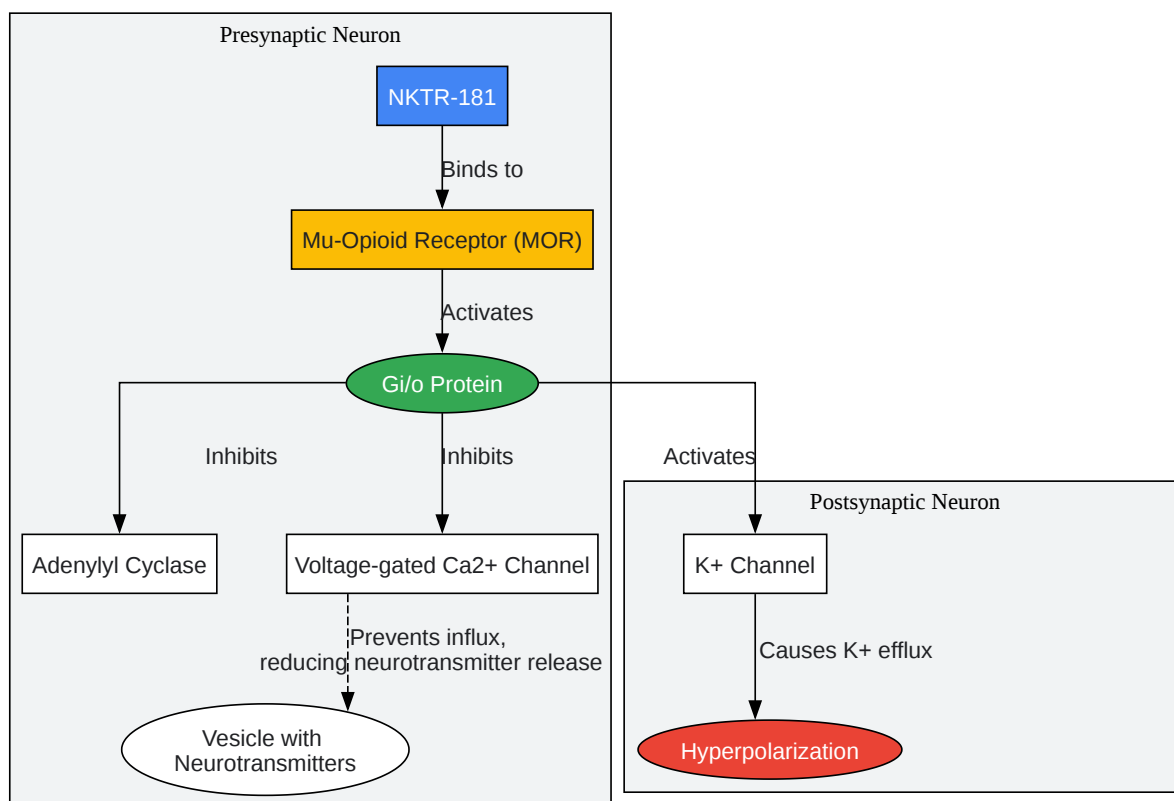 Presynaptic Neuron
NKTR-181
Binds to
Mu-Opioid Receptor (MOR)
Activates
Gi/o Protein
Inhibits
Inhibits
Activates
Postsynaptic Neuron
Adenylyl Cyclase
Voltage-gated Ca2+ Channel
K+ Channel
Prevents influx,
reducing neurotransmitter release
Causes K+ efflux
Vesicle with
Neurotransmitters
Hyperpolarization